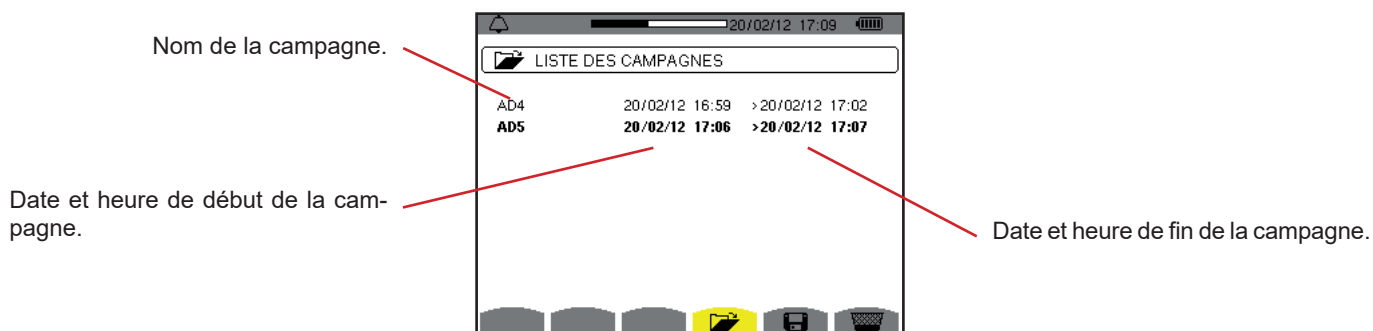 20/02/12 17:09
Nom de la campagne.
LISTE DES CAMPAGNES
AD4 20/02/12 16:59 >20/02/12 17:02
AD5 20/02/12 17:06 >20/02/12 17:07
Date et heure de début de la cam-
pagne.
Date et heure de fin de la campagne.